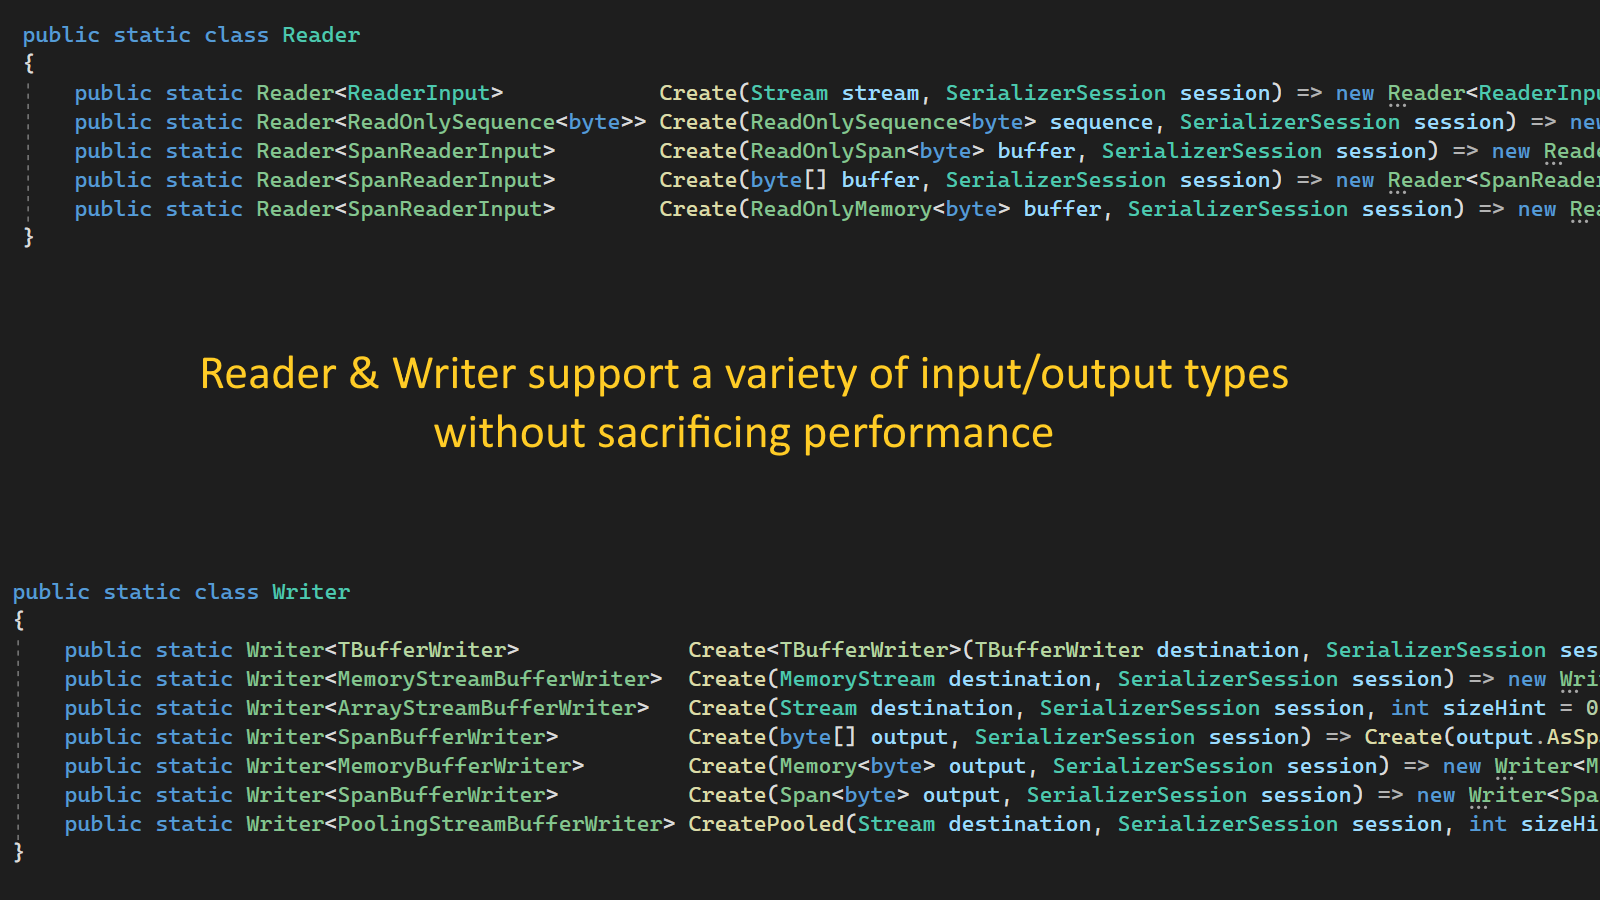 public static class Reader
{
public static Reader<ReaderInput> Create(Stream stream, SerializerSession session) => new Reader<ReaderInpu
public static Reader<ReadOnlySequence<byte>> Create(ReadOnlySequence<byte> sequence, SerializerSession session) => new
public static Reader<SpanReaderInput> Create(ReadOnlySpan<byte> buffer, SerializerSession session) => new Reade
public static Reader<SpanReaderInput> Create(byte[] buffer, SerializerSession session) => new Reader<SpanReader
public static Reader<SpanReaderInput> Create(ReadOnlyMemory<byte> buffer, SerializerSession session) => new Rea
}
Reader & Writer support a variety of input/output types
without sacrificing performance
public static class Writer
{
public static Writer<TBufferWriter> Create<TBufferWriter>(TBufferWriter destination, SerializerSession ses
public static Writer<MemoryStreamBufferWriter> Create(MemoryStream destination, SerializerSession session) => new Writ
public static Writer<ArrayStreamBufferWriter> Create(Stream destination, SerializerSession session, int sizeHint = 0
public static Writer<SpanBufferWriter> Create(byte[] output, SerializerSession session) => Create(output.AsSp
public static Writer<MemoryBufferWriter> Create(Memory<byte> output, SerializerSession session) => new Writer<M
public static Writer<SpanBufferWriter> Create(Span<byte> output, SerializerSession session) => new Writer<Spa
public static Writer<PoolingStreamBufferWriter> CreatePooled(Stream destination, SerializerSession session, int sizeHi
}